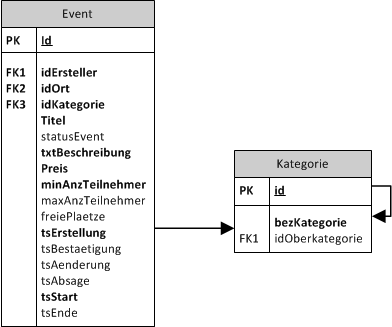 Event
PK Id
FK1 idErsteller
FK2 idOrt
FK3 idKategorie
Titel
statusEvent
txtBeschreibung
Preis
minAnzTeilnehmer
maxAnzTeilnehmer
freiePlaetze
tsErstellung
tsBestaetigung
tsAenderung
tsAbsage
tsStart
tsEnde
Kategorie
PK id
bezKategorie
FK1 idOberkategorie